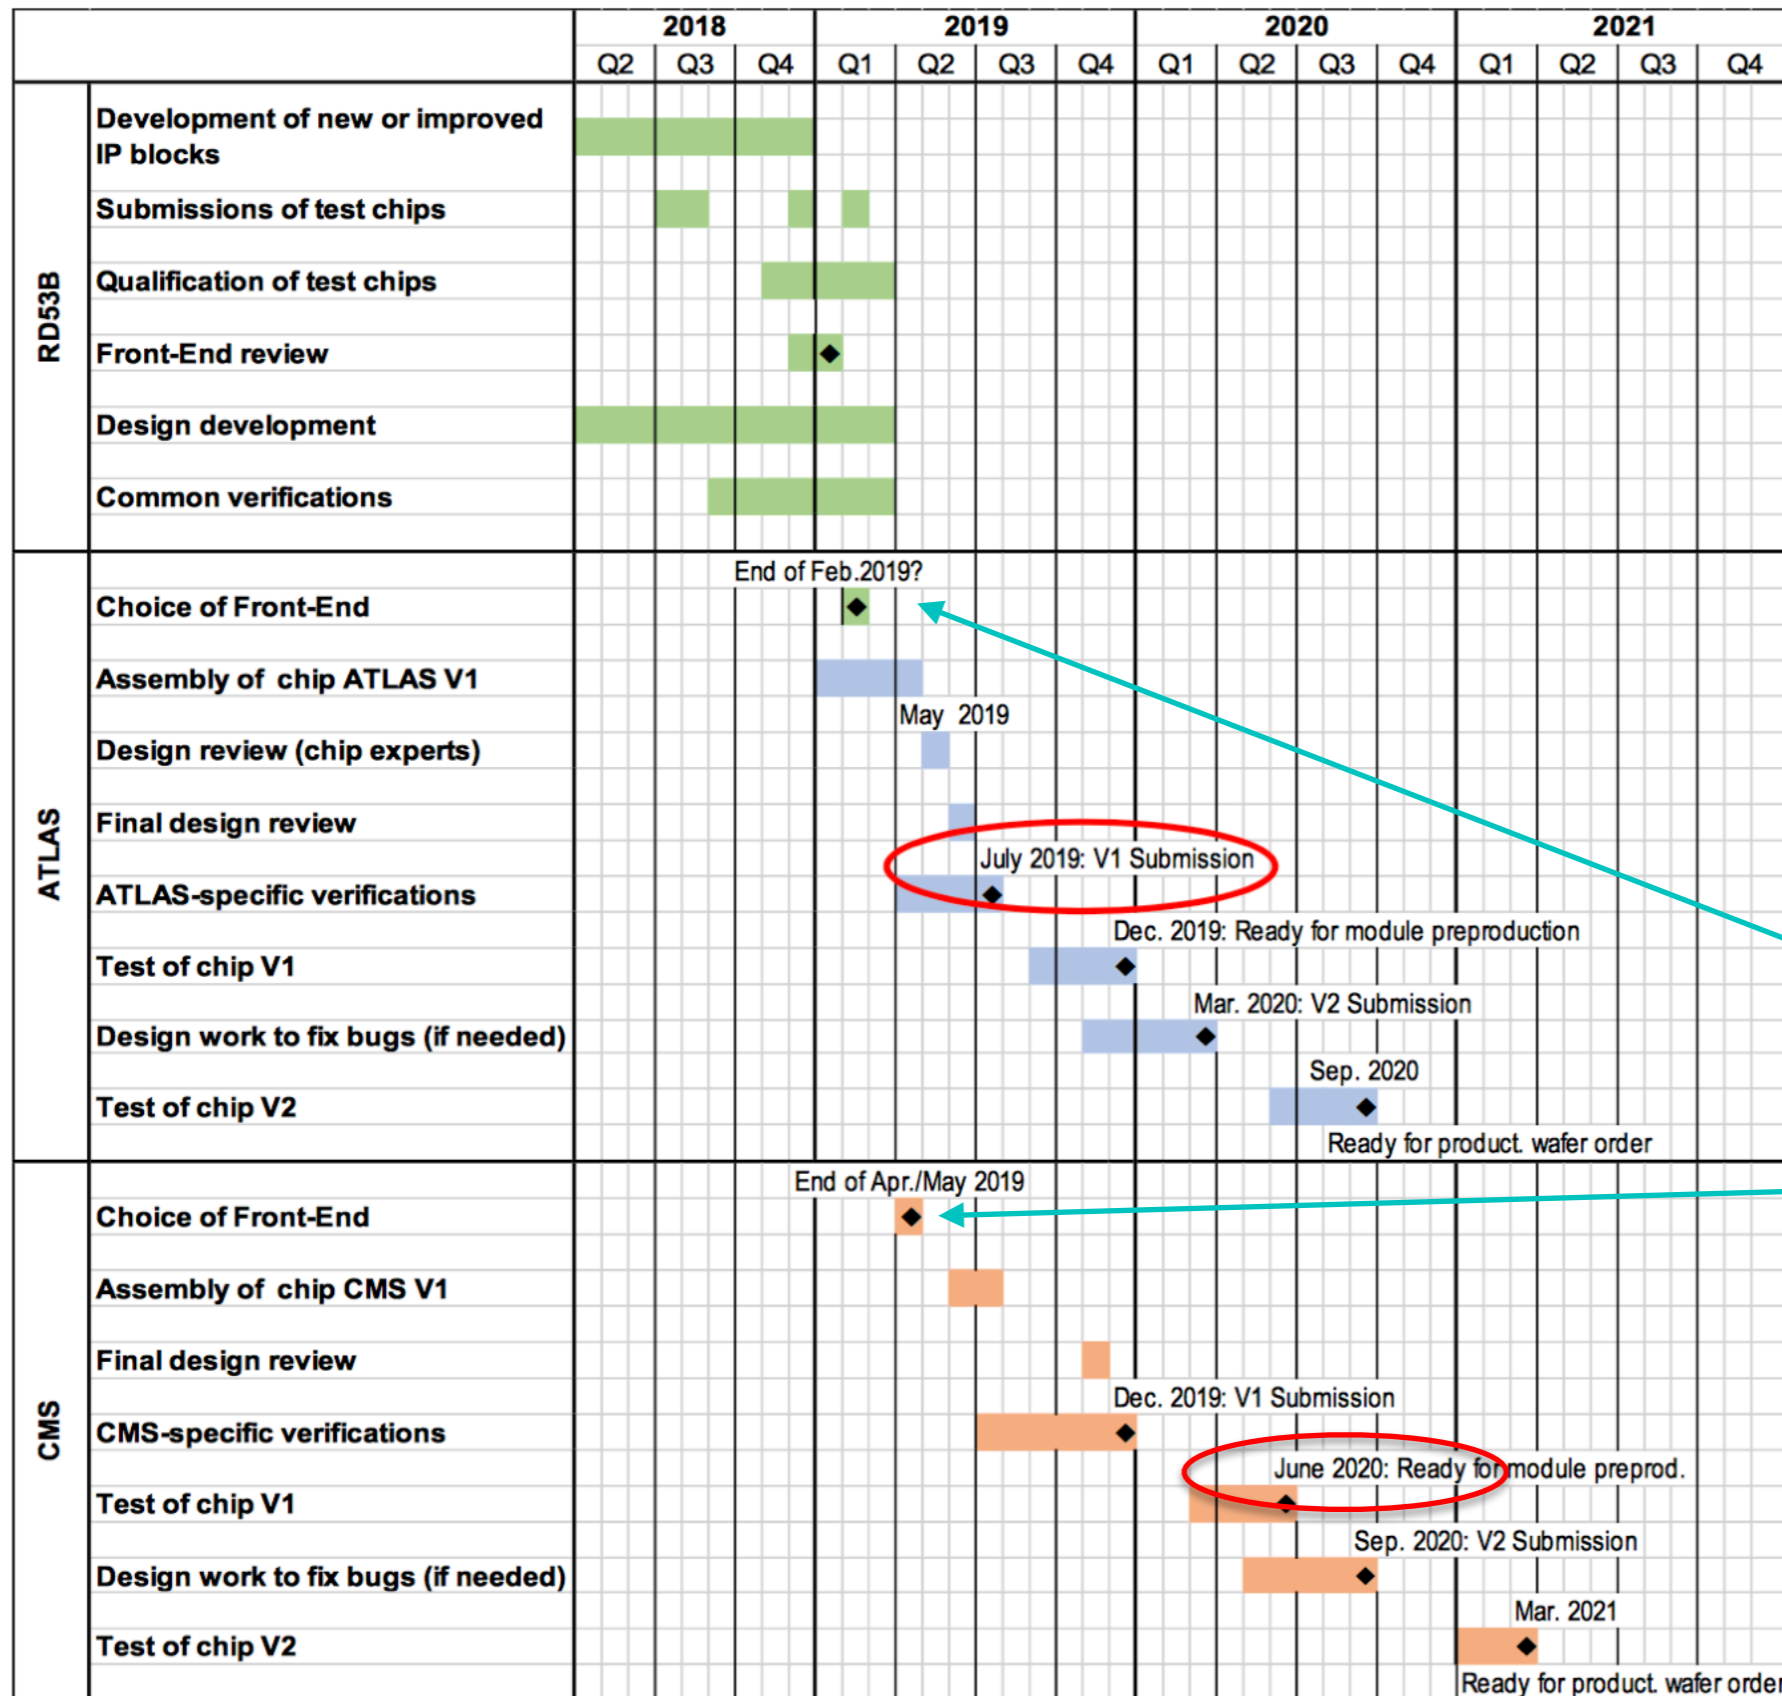 2018 2019 2020 2021
Q2 Q3 Q4 Q1 Q2 Q3 Q4 Q1 Q2 Q3 Q4 Q1 Q2 Q3 Q4
RD53B
Development of new or improved
IP blocks
Submissions of test chips
Qualification of test chips
Front-End review
Design development
Common verifications
ATLAS
End of Feb.2019?
Choice of Front-End
Assembly of chip ATLAS V1
May 2019
Design review (chip experts)
Final design review
July 2019: V1 Submission
ATLAS-specific verifications
Dec. 2019: Ready for module preproduction
Test of chip V1
Mar. 2020: V2 Submission
Design work to fix bugs (if needed)
Sep. 2020
Test of chip V2
Ready for product. wafer order
CMS
End of Apr./May 2019
Choice of Front-End
Assembly of chip CMS V1
Final design review
Dec. 2019: V1 Submission
CMS-specific verifications
June 2020: Ready for module preprod.
Test of chip V1
Sep. 2020: V2 Submission
Design work to fix bugs (if needed)
Mar. 2021
Test of chip V2
Ready for product. wafer order